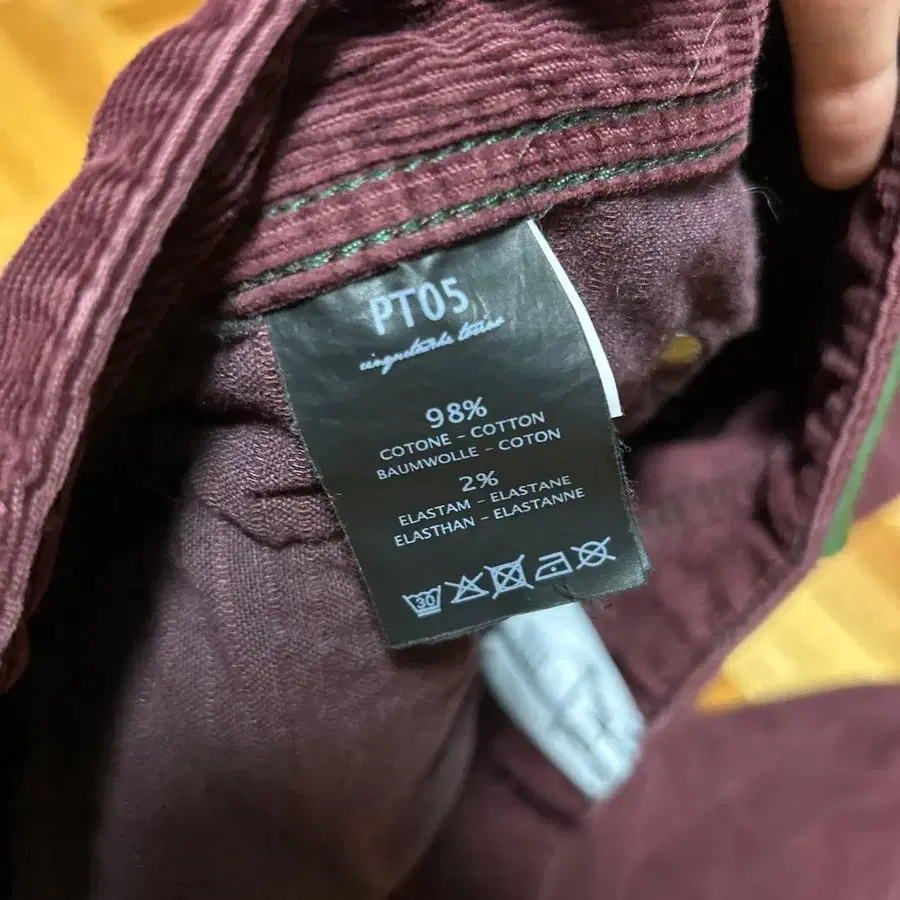 PT05
98%
COTONE - COTTON
BAUMWOLLE - COTON
2%
ELASTAM - ELASTANE
ELASTHAN - ELASTANNE
30